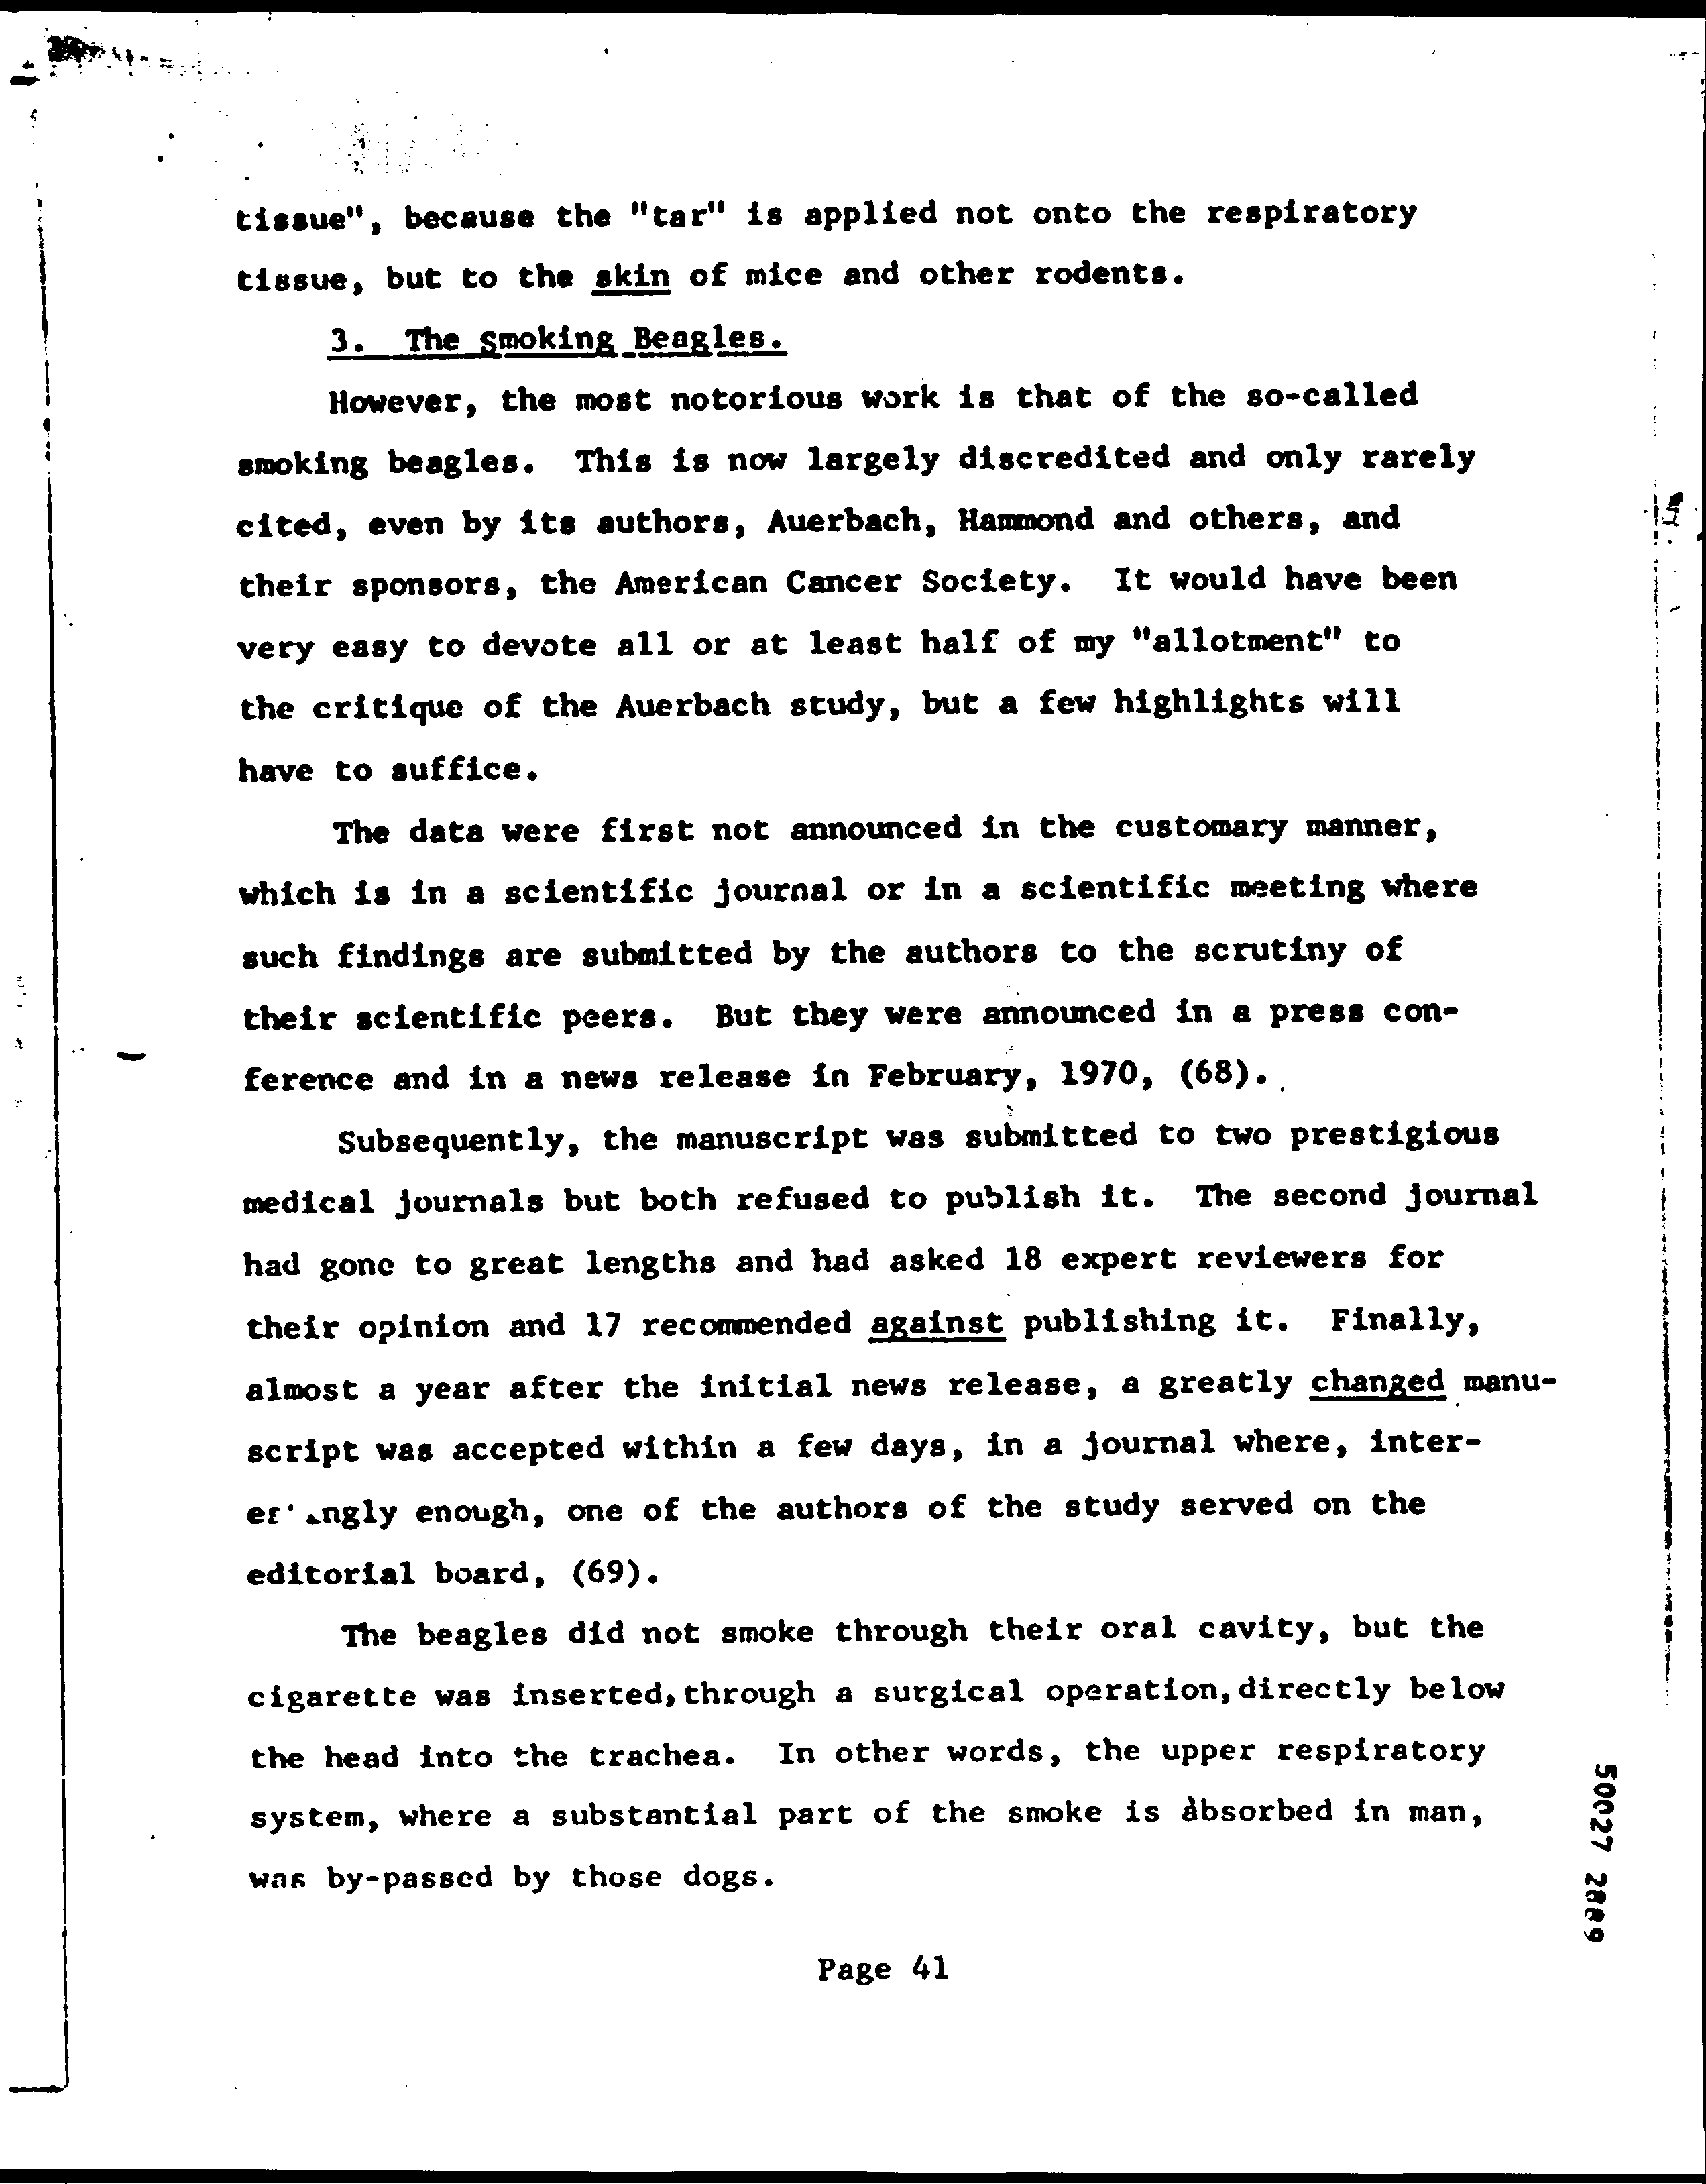 tissue", because the "tar" is applied not onto the respiratory
tissue, but to the skin of mice and other rodents.
3. The Smoking Beagles.
However, the most notorious work is that of the so-called
smoking beagles. This is now largely discredited and only rarely
cited, even by its authors, Auerbach, Hammond and others, and
their sponsors, the American Cancer Society. It would have been
very easy to devote all or at least half of my "allotment" to
the critique of the Auerbach study, but a few highlights will
have to suffice.
The data were first not announced in the customary manner,
which is in a scientific journal or in a scientific meeting where
such findings are submitted by the authors to the scrutiny of
their scientific peers. But they were announced in a press con-
ference and in a news release in February, 1970, (68).
Subsequently, the manuscript was submitted to two prestigious
medical journals but both refused to publish it. The second journal
had gone to great lengths and had asked 18 expert reviewers for
their opinion and 17 recommended against publishing it. Finally,
almost a year after the initial news release, a greatly changed manu-
script was accepted within a few days, in a journal where, inter-
enough, one of the authors of the study served on the
editorial board, (69).
The beagles did not smoke through their oral cavity, but the
cigarette was inserted, through a surgical operation, directly below
the head into the trachea. In other words, the upper respiratory
system, where a substantial part of the smoke is absorbed in man,
was by-passed by those dogs.
Page 41
50027 2889